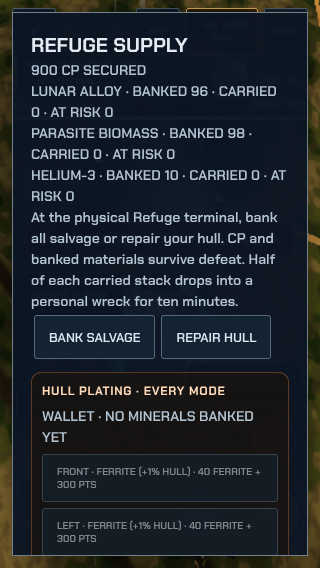 REFUGE SUPPLY
900 CP SECURED
LUNAR ALLOY · BANKED 96 · CARRIED
0 · AT RISK 0
PARASITE BIOMASS · BANKED 98 ·
CARRIED 0 · AT RISK 0
HELIUM-3 · BANKED 10 · CARRIED 0 · AT
RISK 0
At the physical Refuge terminal, bank
all salvage or repair your hull. CP and
banked materials survive defeat. Half
of each carried stack drops into a
personal wreck for ten minutes.
BANK SALVAGE REPAIR HULL
HULL PLATING · EVERY MODE
WALLET · NO MINERALS BANKED
YET
FRONT · FERRITE (+1% HULL) · 40 FERRITE +
300 PTS
LEFT · FERRITE (+1% HULL) · 40 FERRITE +
300 PTS